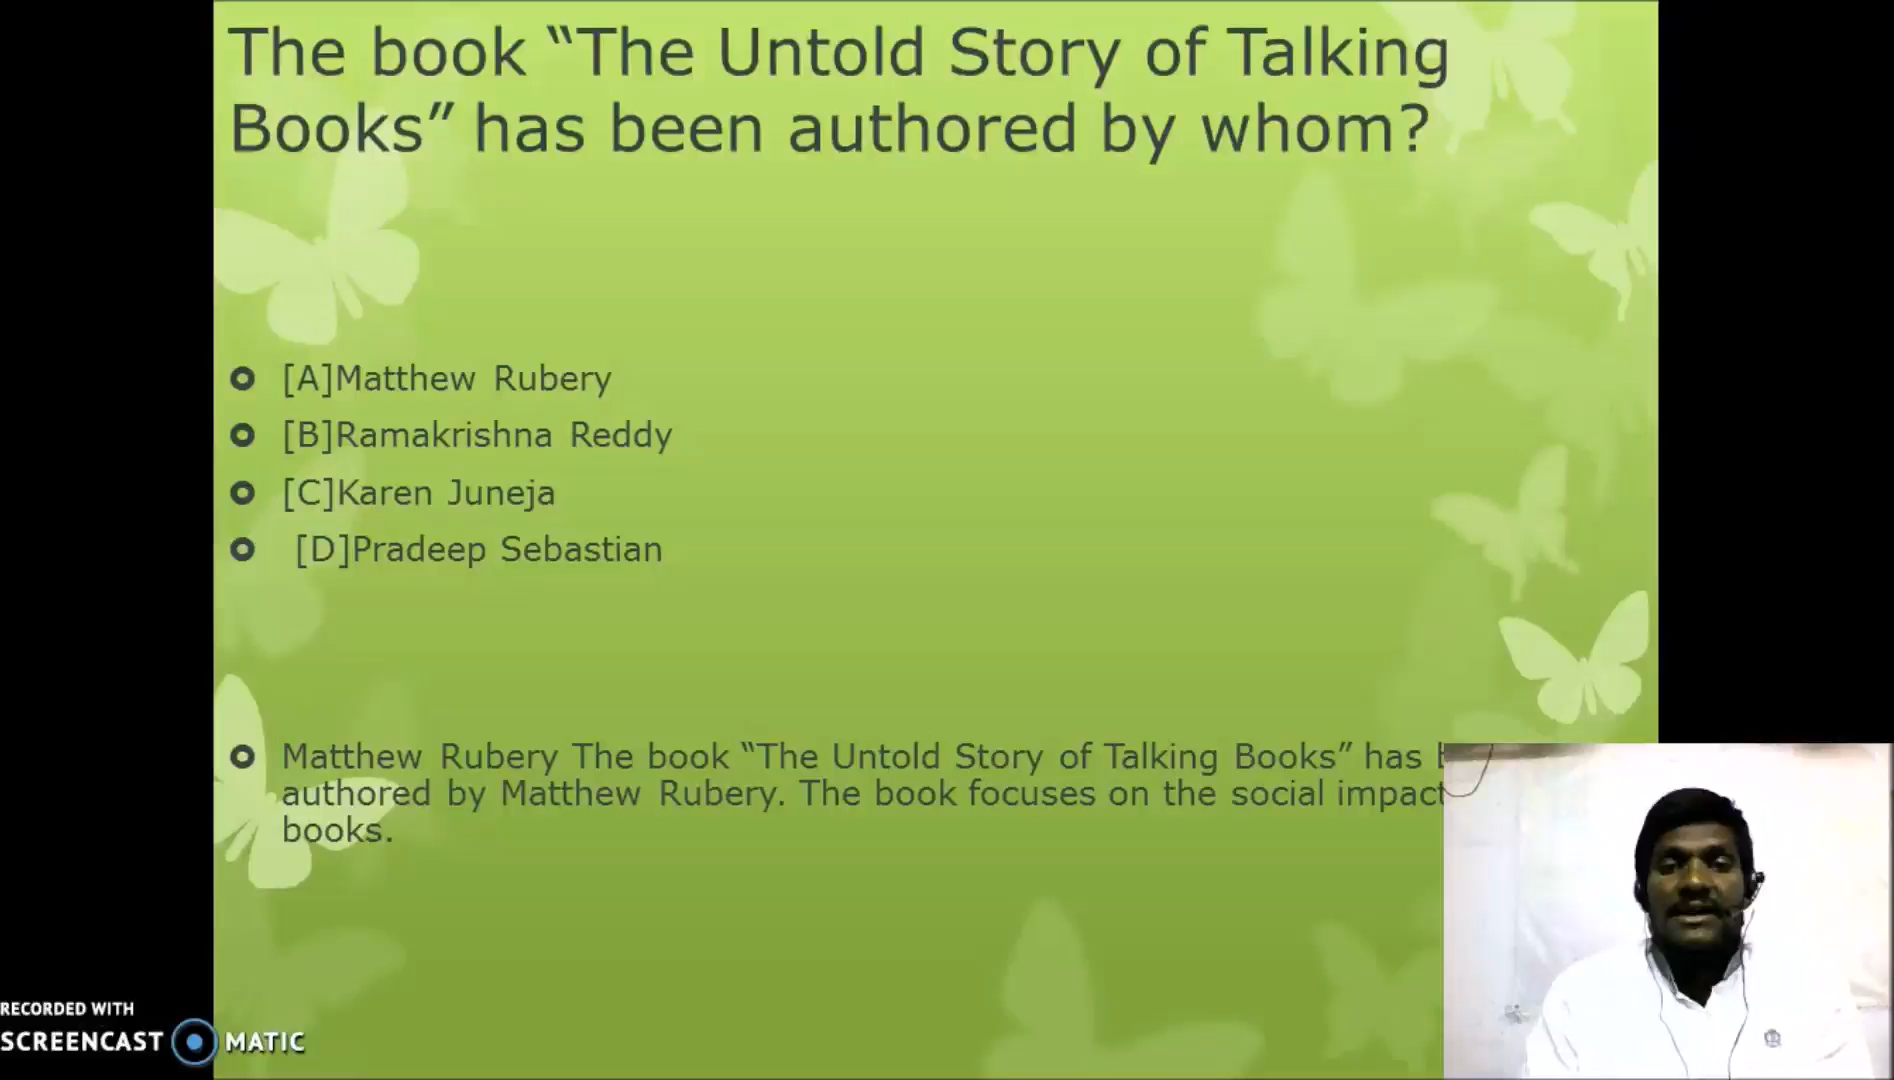 The book “The Untold Story of Talking
Books” has been authored by whom?
[A]Matthew Rubery
[B]Ramakrishna Reddy
[C]Karen Juneja
[D]Pradeep Sebastian
Matthew Rubery The book “The Untold Story of Talking Books” has
authored by Matthew Rubery. The book focuses on the social impact
books.
RECORDED WITH
SCREENCAST MATIC